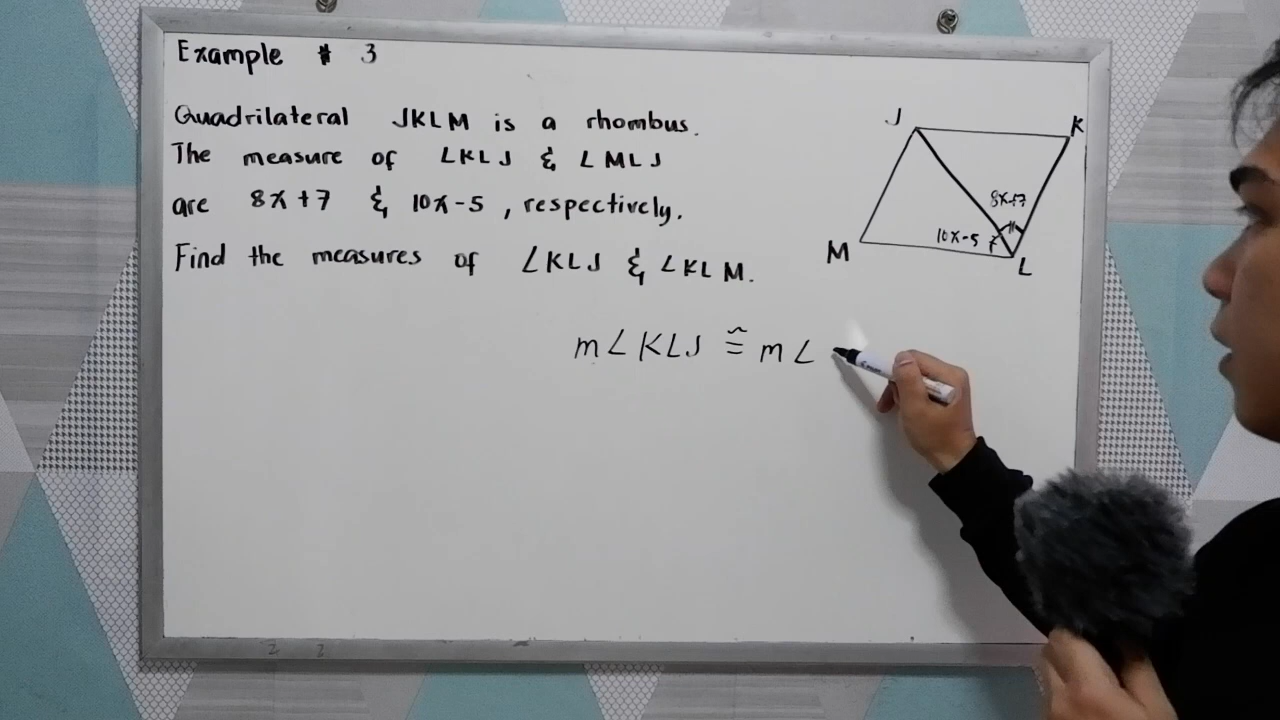 Example # 3
Quadrilateral JKLM is a rhombus.
The measure of ∠KLJ & ∠MLJ
are 8x+7 & 10x-5, respectively.
Find the measures of ∠KLJ & ∠KLM.
J
K
8x+7
10x-5
M
L
m∠KLJ ≅ m∠